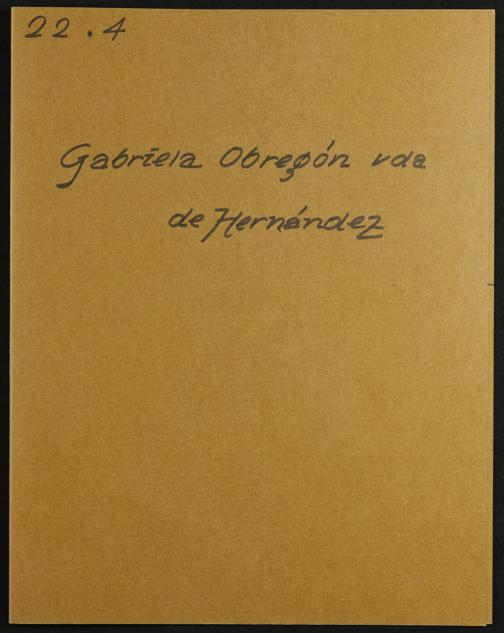 22.4
Gabriela Obregón vda
de Hernández